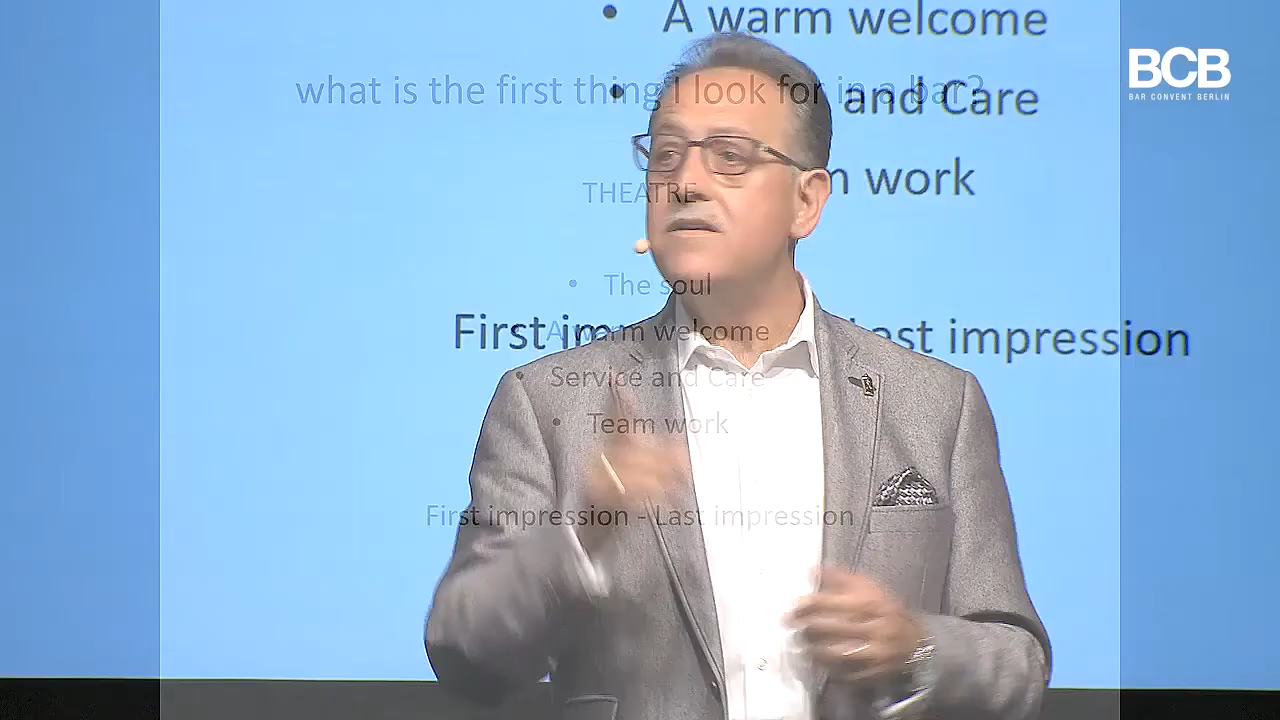 • A warm welcome
BCB
BAR CONVENT BERLIN
what is the first thing I look for in a bar?
• and Care
THEATRE
work
• The soul
First Last impression
• A warm welcome
• Service and Care
• Team work
First impression - Last impression